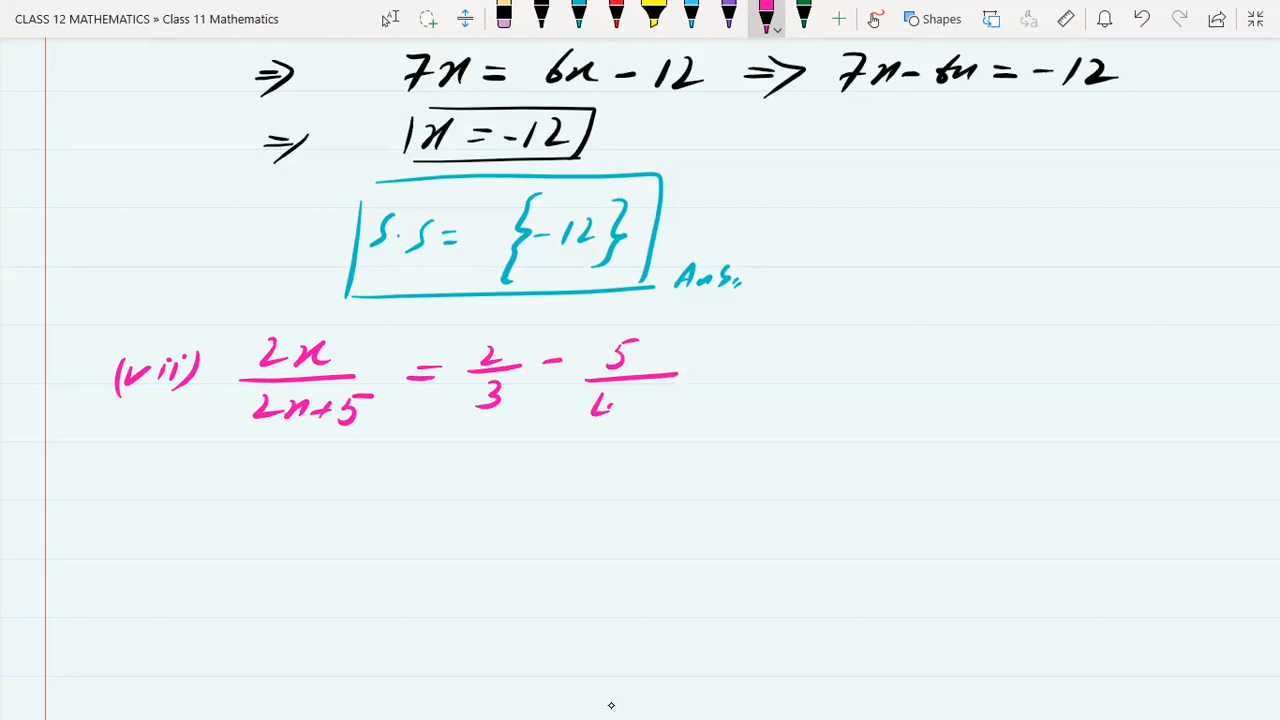 CLASS 12 MATHEMATICS » Class 11 Mathematics
Shapes
⇒ 7x = 6x - 12 ⇒ 7x - 6x = -12
⇒ x = -12
S.S = {-12}
Ans.
(vii) 2x/2x+5 = 2/3 - 5/